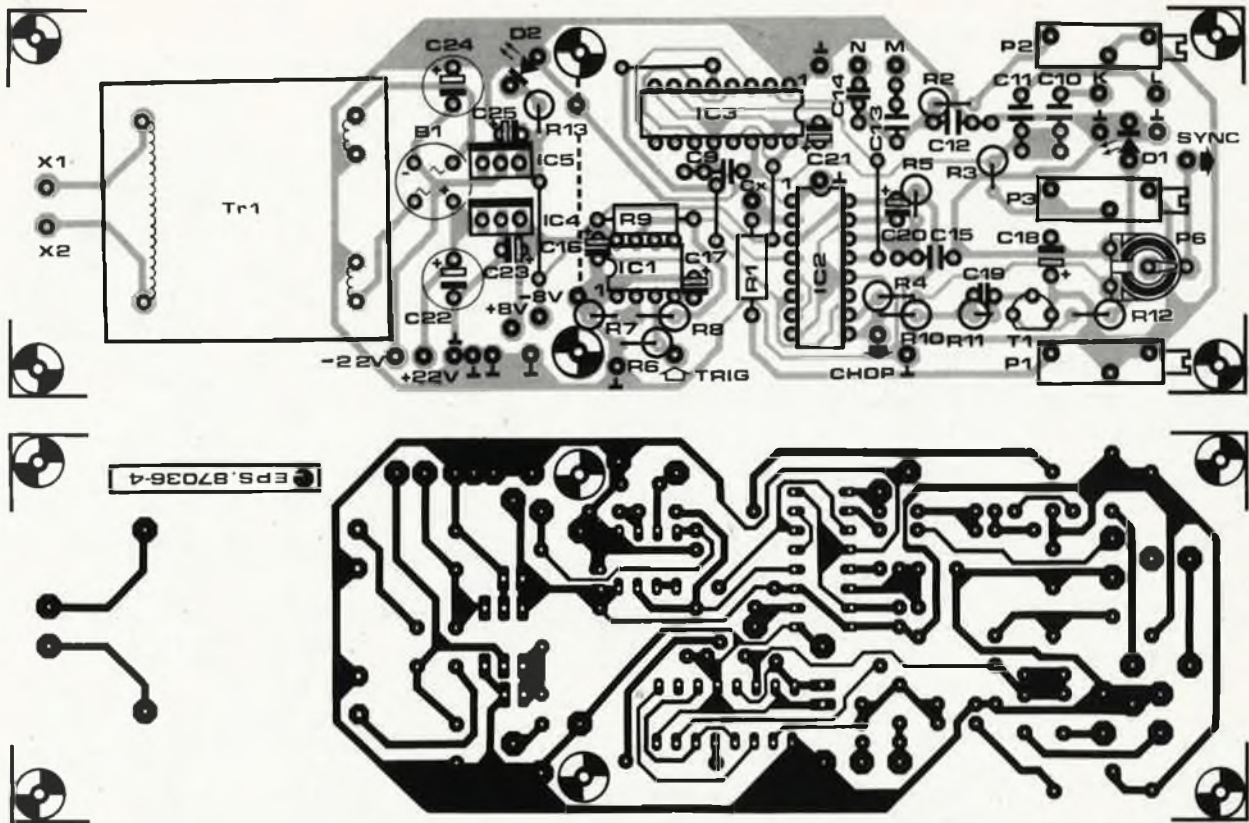 C24
D2
N
M
P2
C14
R2
C11
C10
K
L
C25
B1
R13
IC3
1
C13
C12
SYNC
X1
IC5
C9
C21
R5
R3
D1
X2
Tr1
Cx
1
P3
IC4
R9
C20
C15
C18
P6
C16
C23
IC1
C17
R1
IC2
C19
C22
-8V
+8V
1
R7
R8
R4
R10
R11
T1
R12
-22V
+22V
R6
TRIG
CHOP
P1
EPS.87036-4